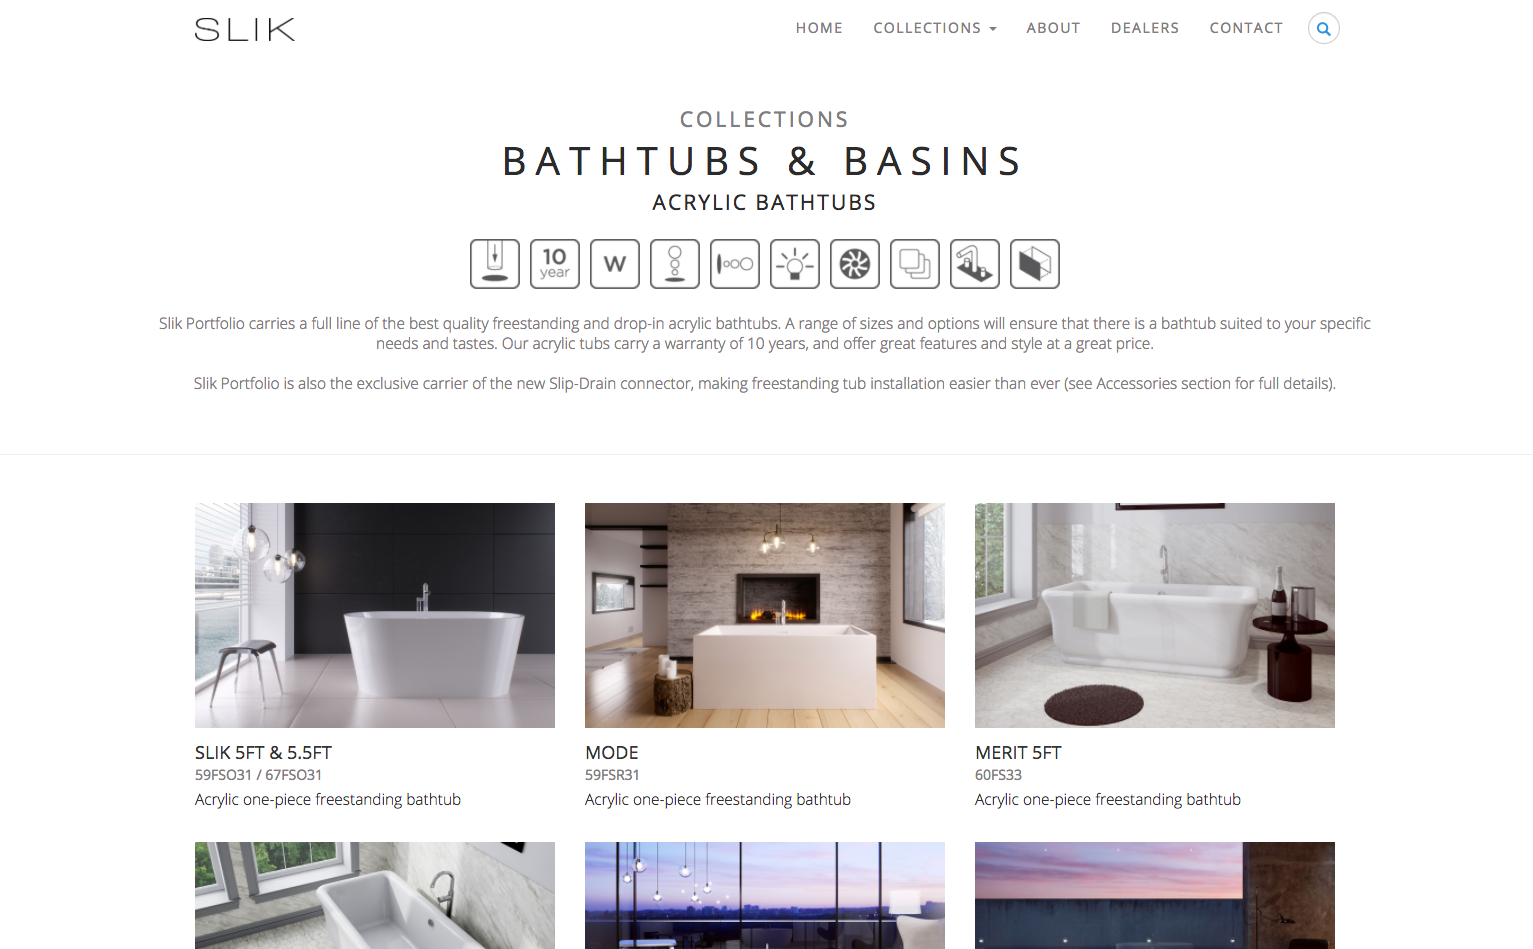 SLIK
HOME COLLECTIONS ABOUT DEALERS CONTACT
COLLECTIONS
BATHTUBS & BASINS
ACRYLIC BATHTUBS
10 year
W
Slik Portfolio carries a full line of the best quality freestanding and drop-in acrylic bathtubs. A range of sizes and options will ensure that there is a bathtub suited to your specific
needs and tastes. Our acrylic tubs carry a warranty of 10 years, and offer great features and style at a great price.
Slik Portfolio is also the exclusive carrier of the new Slip-Drain connector, making freestanding tub installation easier than ever (see Accessories section for full details).
SLIK 5FT & 5.5FT
59FSO31 / 67FSO31
Acrylic one-piece freestanding bathtub
MODE
59FSR31
Acrylic one-piece freestanding bathtub
MERIT 5FT
60FS33
Acrylic one-piece freestanding bathtub